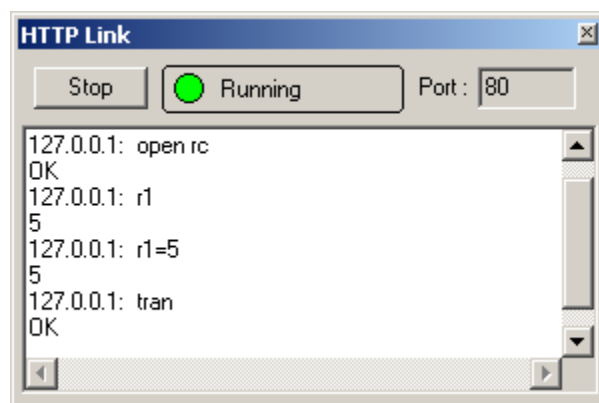 HTTP Link
Stop Running Port : 80
127.0.0.1: open rc
OK
127.0.0.1: r1
5
127.0.0.1: r1=5
5
127.0.0.1: tran
OK